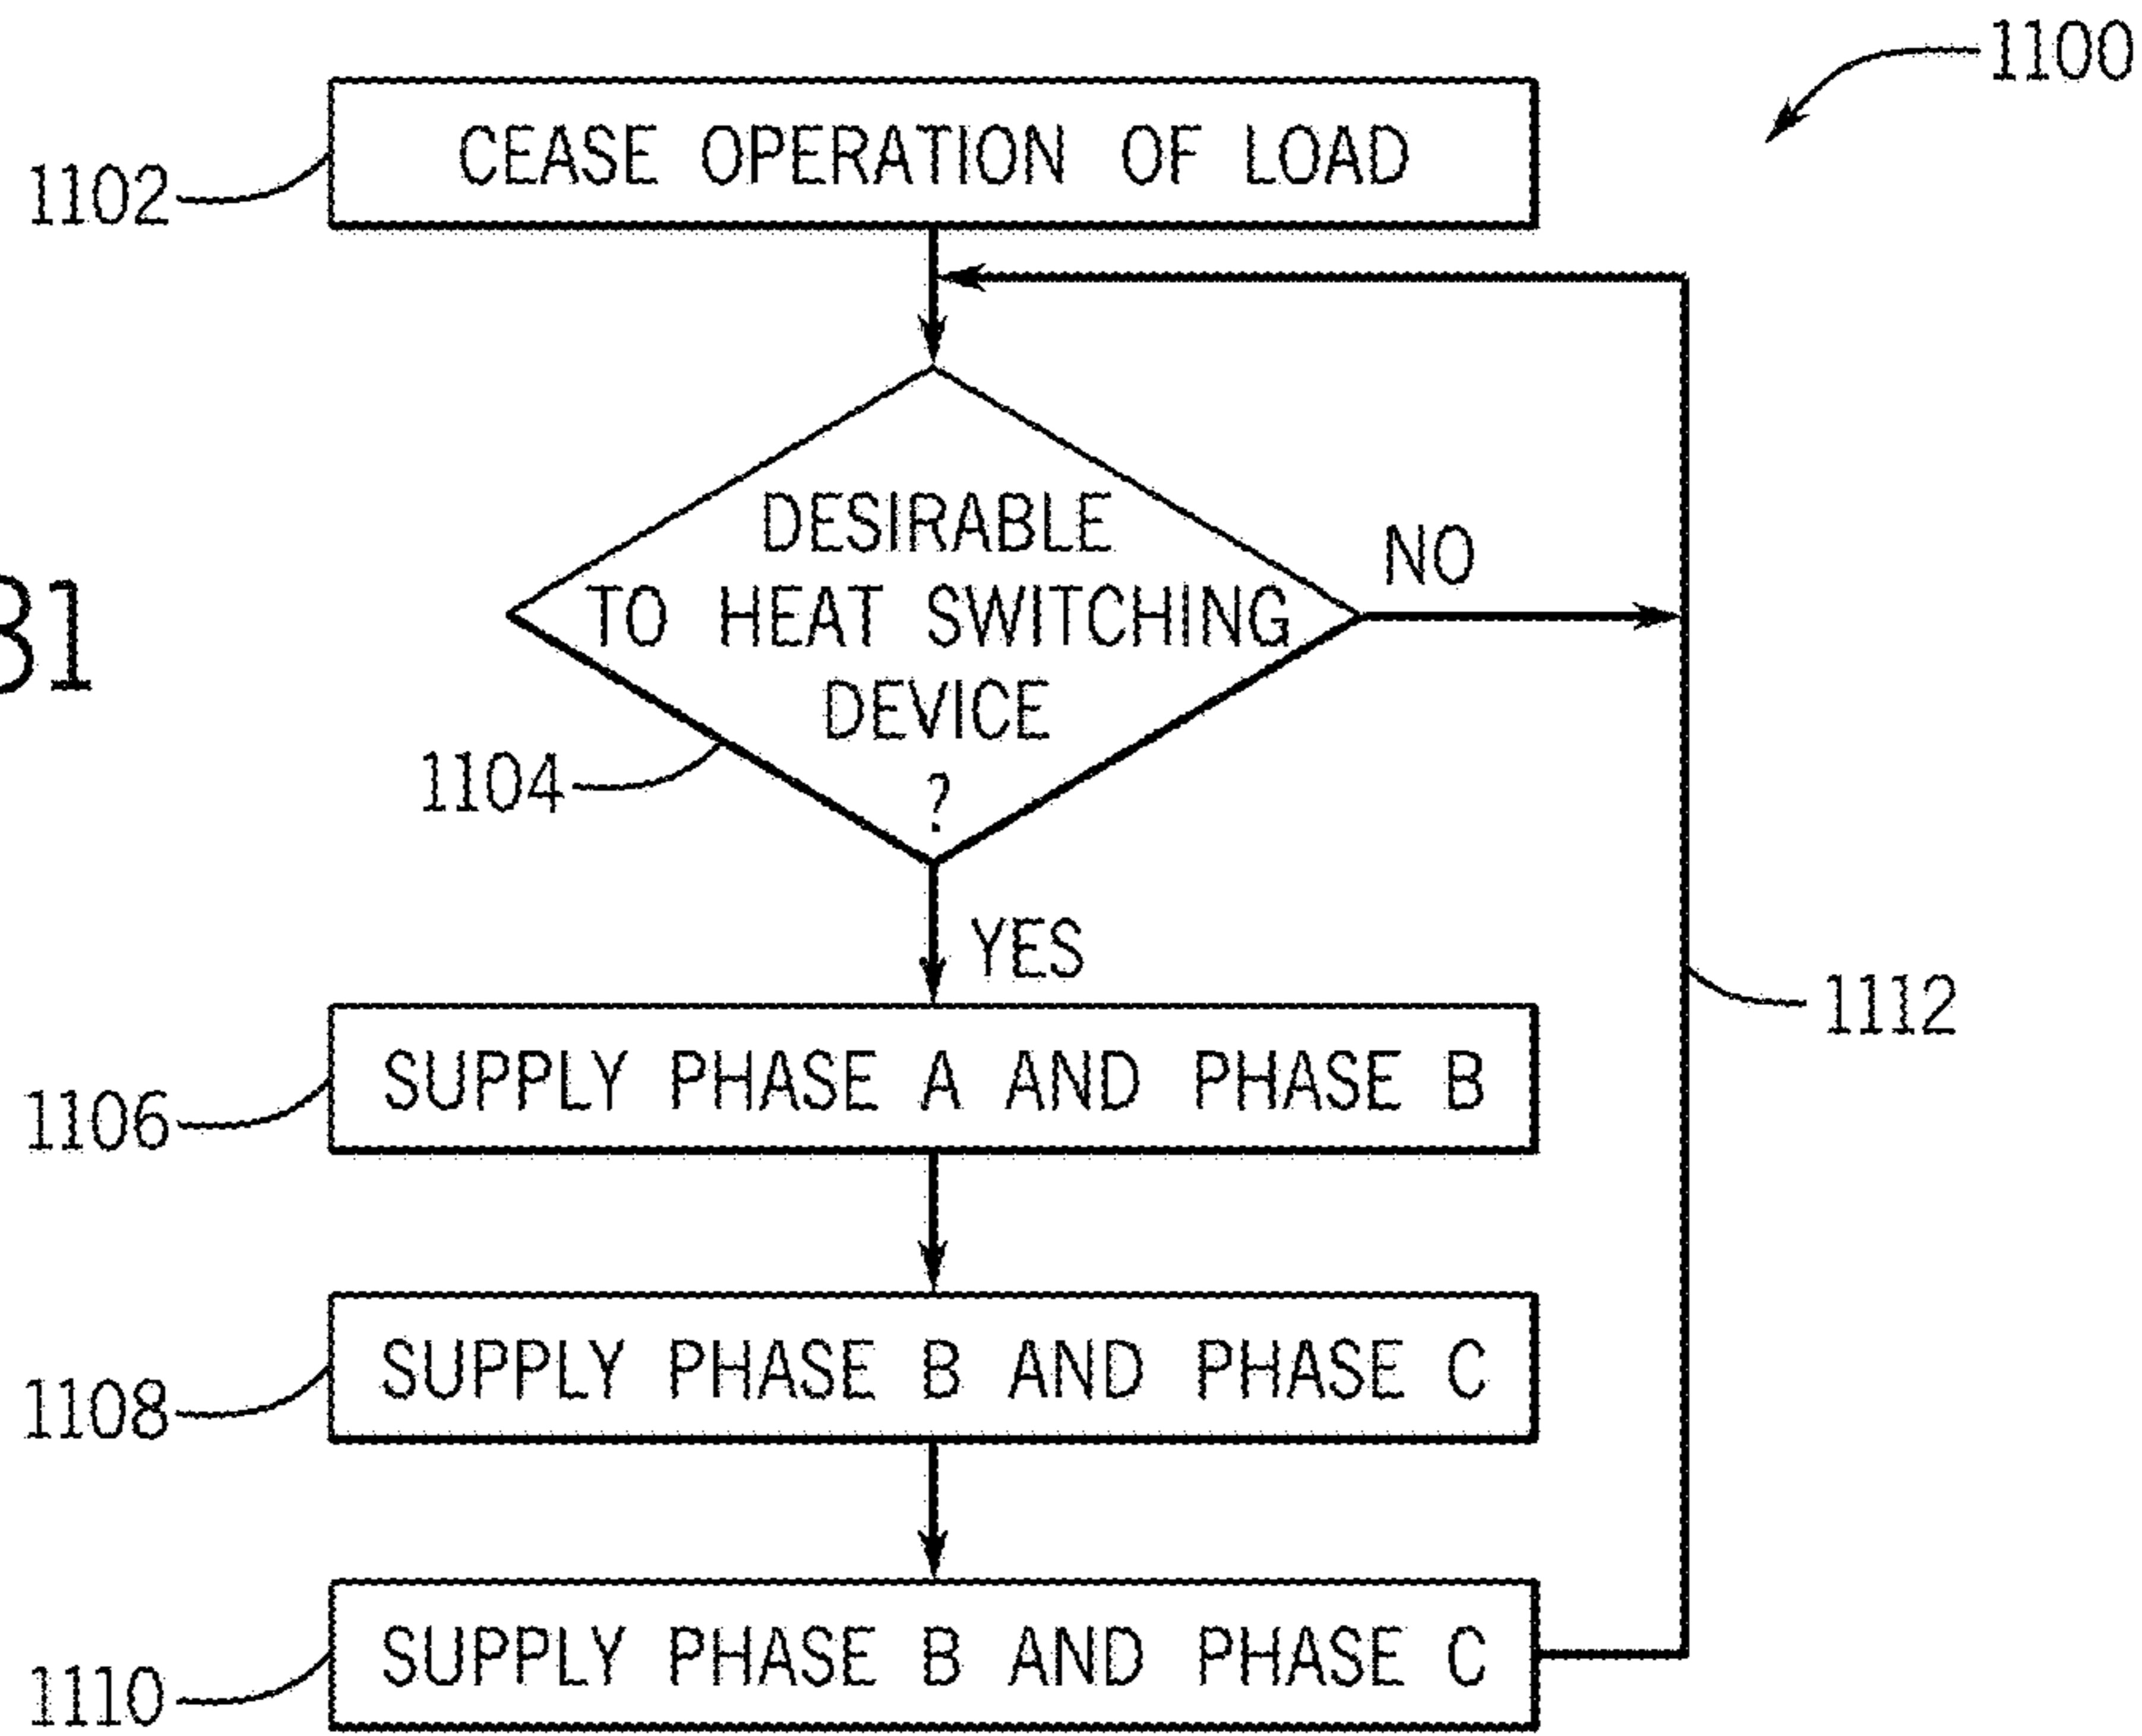 1100
CEASE OPERATION OF LOAD
1102
DESIRABLE
TO HEAT SWITCHING
DEVICE
?
NO
31
1104
YES
1112
SUPPLY PHASE A AND PHASE B
1106
SUPPLY PHASE B AND PHASE C
1108
SUPPLY PHASE B AND PHASE C
1110